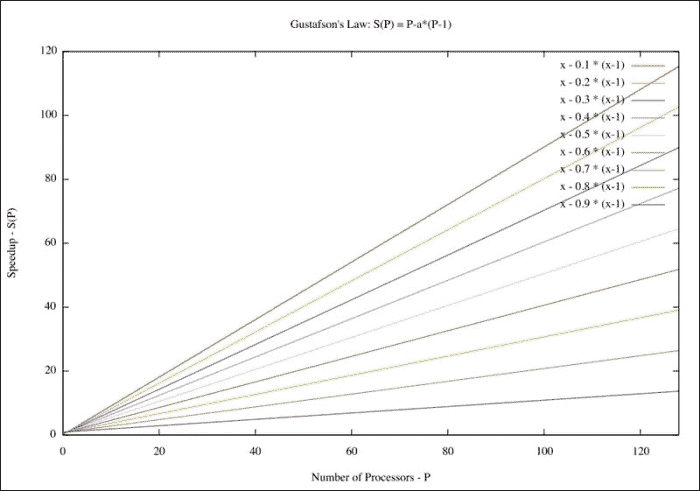 Gustafson's Law: S(P) = P-a*(P-1)
120
100
80
60
40
20
0
Speedup - S(P)
x - 0.1 * (x-1)
x - 0.2 * (x-1)
x - 0.3 * (x-1)
x - 0.4 * (x-1)
x - 0.5 * (x-1)
x - 0.6 * (x-1)
x - 0.7 * (x-1)
x - 0.8 * (x-1)
x - 0.9 * (x-1)
0 20 40 60 80 100 120
Number of Processors - P